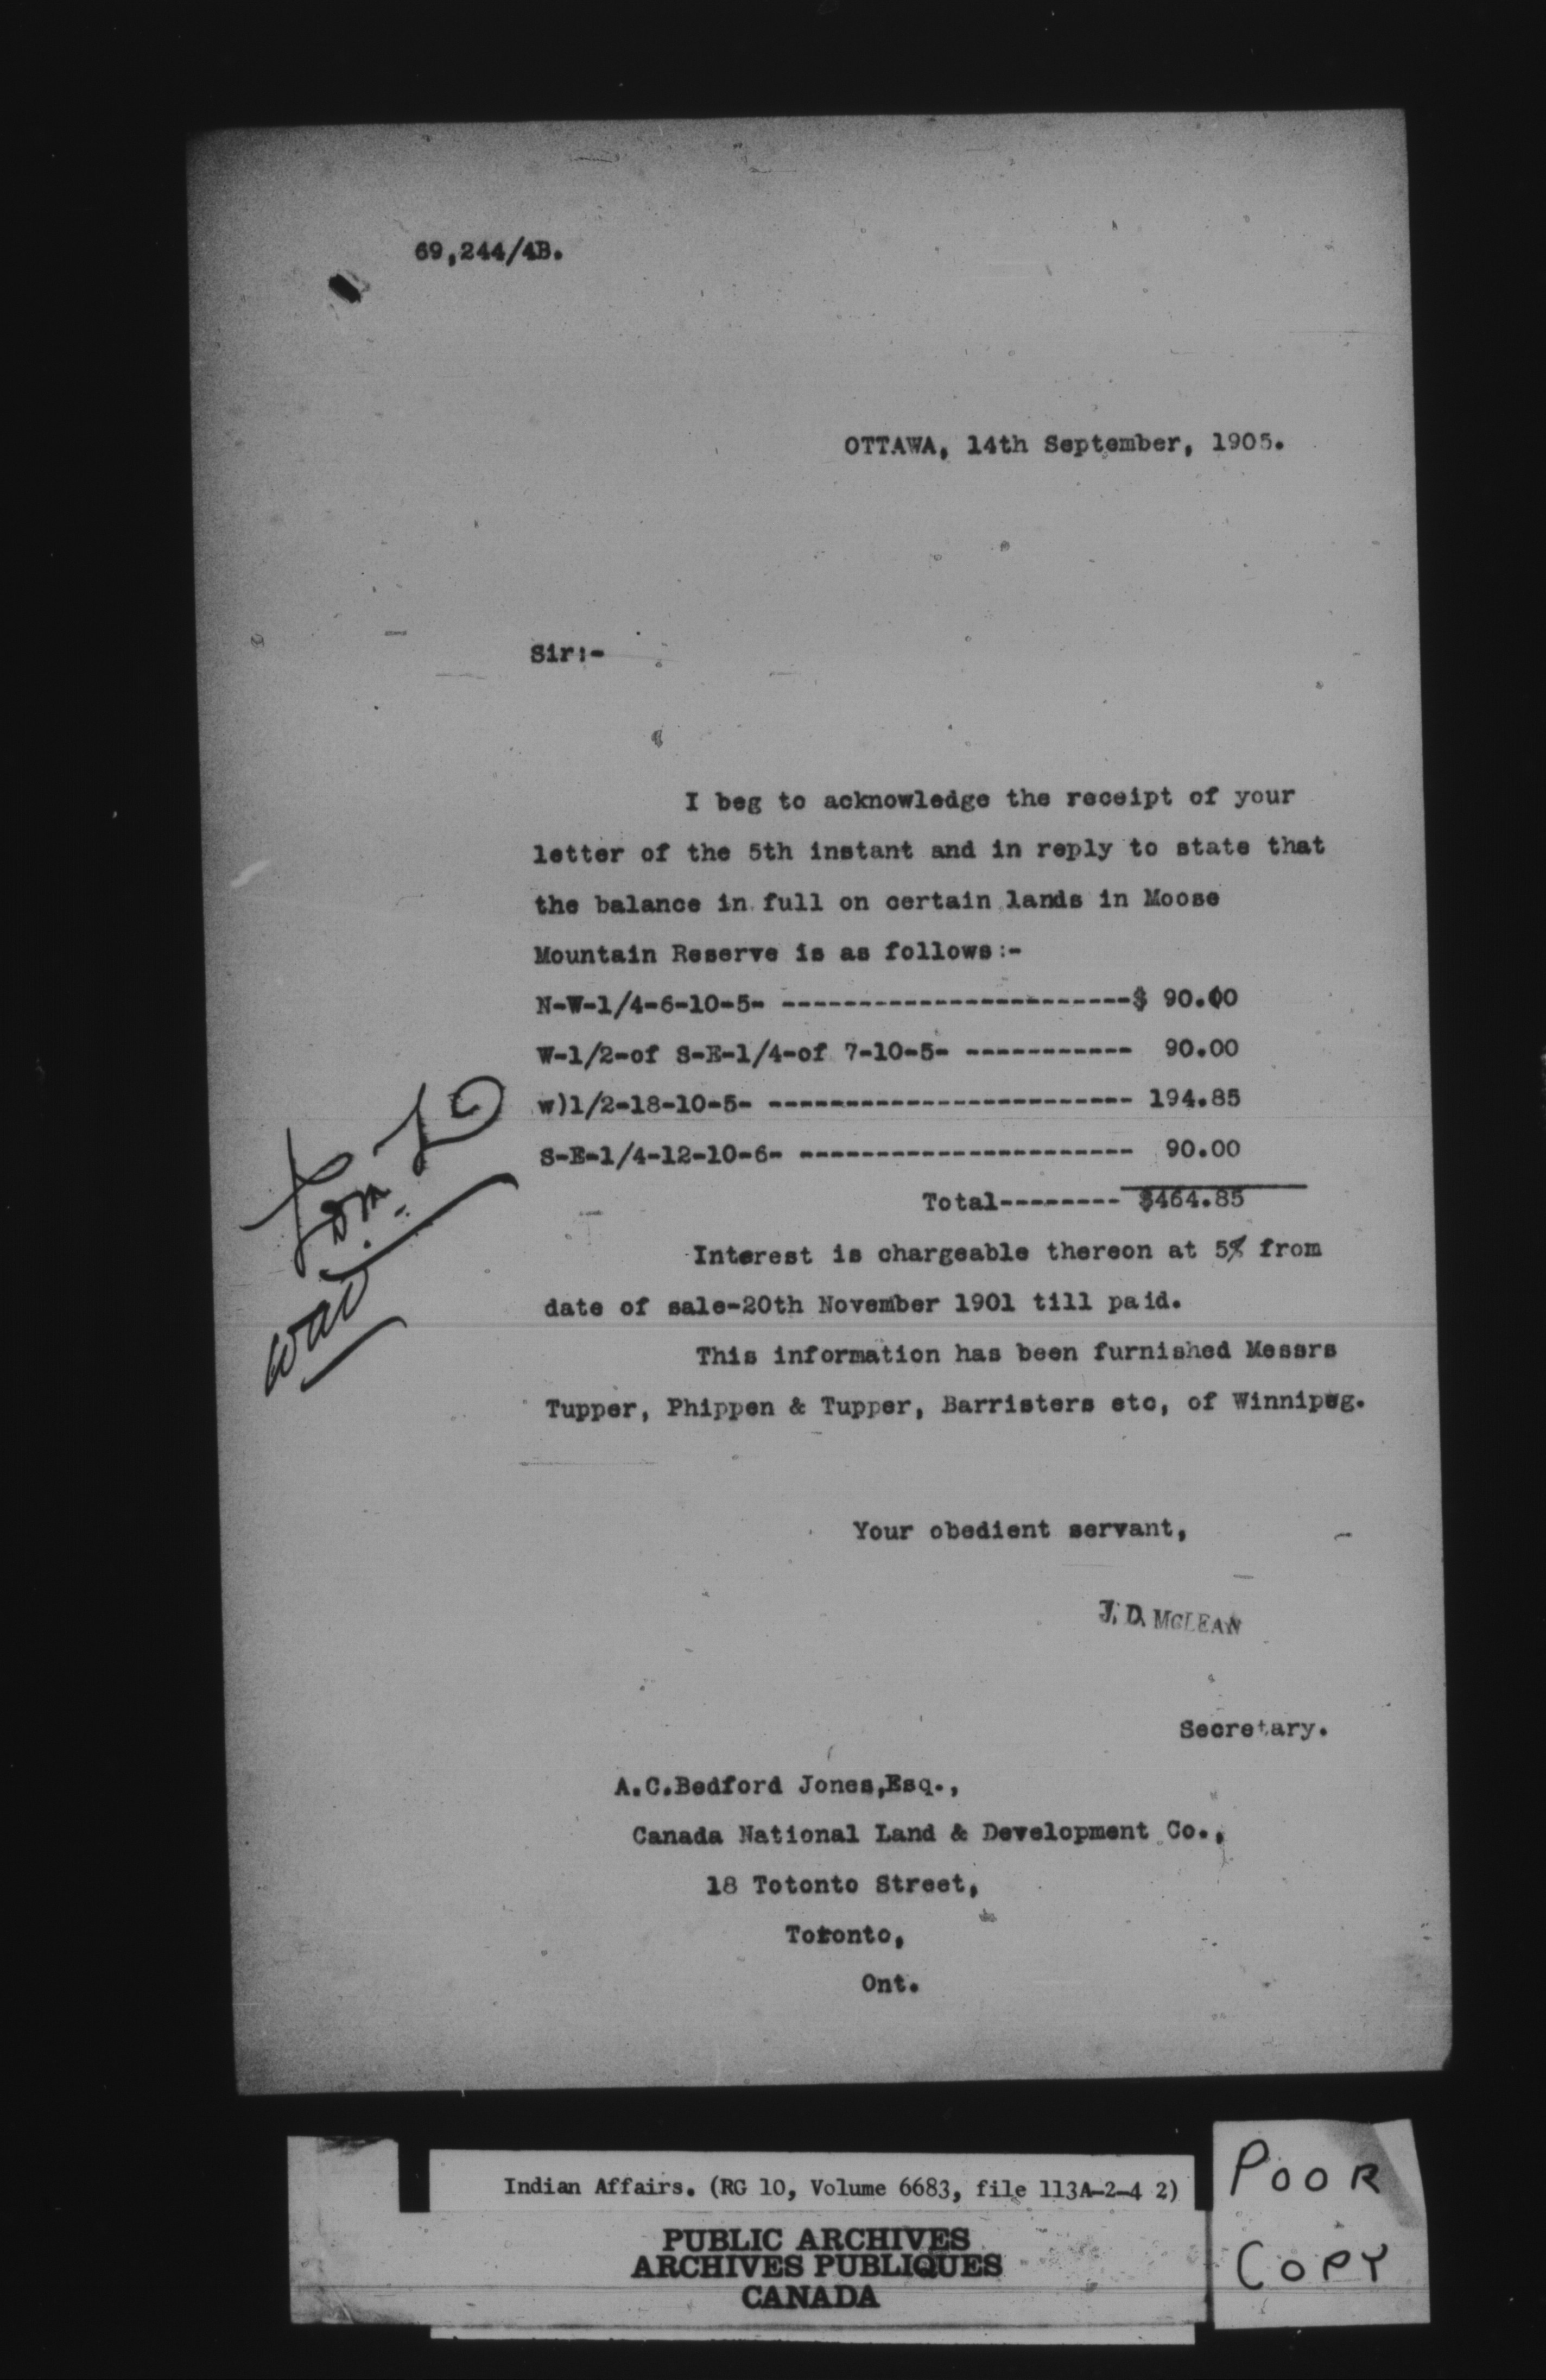 69,244/4B.
OTTAWA, 14th September, 1905.
Sir:-
I beg to acknowledge the receipt of your
letter of the 5th instant and in reply to state that
the balance in full on certain lands in Moose
Mountain Reserve is as follows:-
N-W-1/4-6-10-5- -----------------------$ 90.00
W-1/2-of S-E-1/4-of 7-10-5- ----------- 90.00
w)1/2-18-10-5- ------------------------ 194.85
S-E-1/4-12-10-6- ---------------------- 90.00
Total-------- $464.85
Interest is chargeable thereon at 5% from
date of sale-20th November 1901 till paid.
This information has been furnished Messrs
Tupper, Phippen & Tupper, Barristers etc, of Winnipeg.
Your obedient servant,
J. D. McLEAN
Secretary.
A.C.Bedford Jones,Esq.,
Canada National Land & Development Co.,
18 Totonto Street,
Toronto,
Ont.
Indian Affairs. (RG 10, Volume 6683, file 113A-2-4 2)
PUBLIC ARCHIVES
ARCHIVES PUBLIQUES
CANADA
POOR
COPY